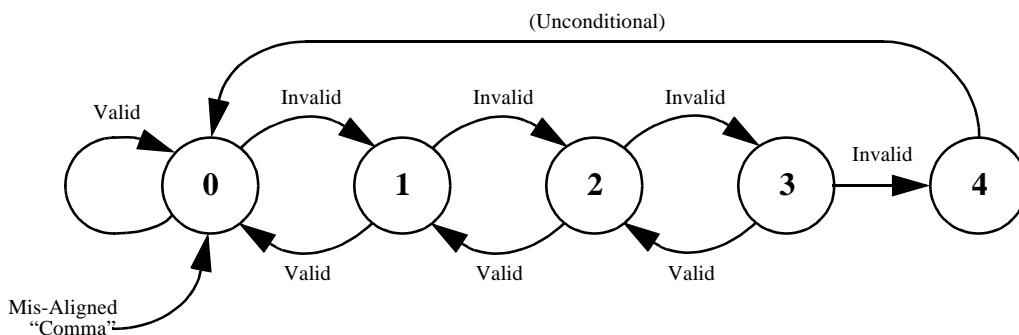 (Unconditional)
Valid
Invalid
Invalid
Invalid
Invalid
0
1
2
3
4
Valid
Valid
Valid
Mis-Aligned
“Comma”